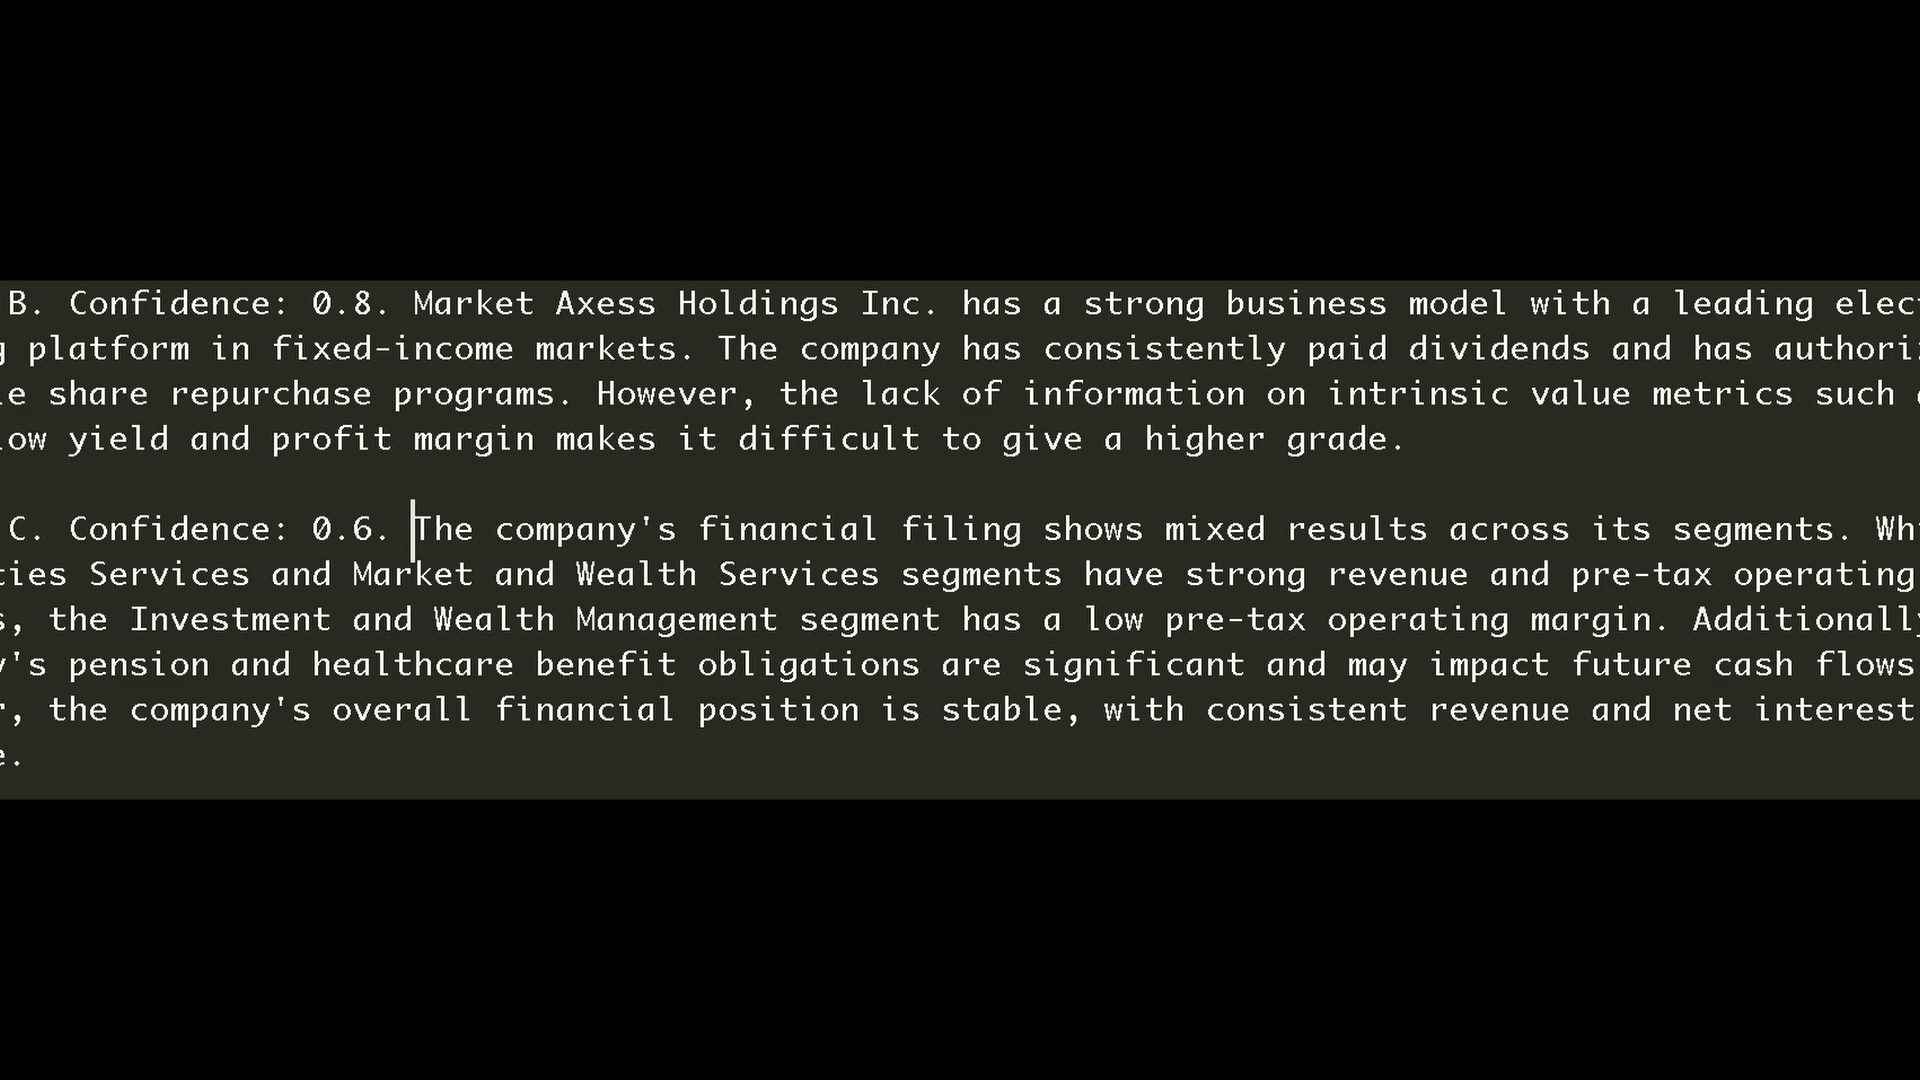 B. Confidence: 0.8. Market Axess Holdings Inc. has a strong business model with a leading
platform in fixed-income markets. The company has consistently paid dividends and has
share repurchase programs. However, the lack of information on intrinsic value metrics such
yield and profit margin makes it difficult to give a higher grade.
C. Confidence: 0.6. The company's financial filing shows mixed results across its segments.
Services and Market and Wealth Services segments have strong revenue and pre-tax operating
the Investment and Wealth Management segment has a low pre-tax operating margin. Additionally
pension and healthcare benefit obligations are significant and may impact future cash flows
the company's overall financial position is stable, with consistent revenue and net interest